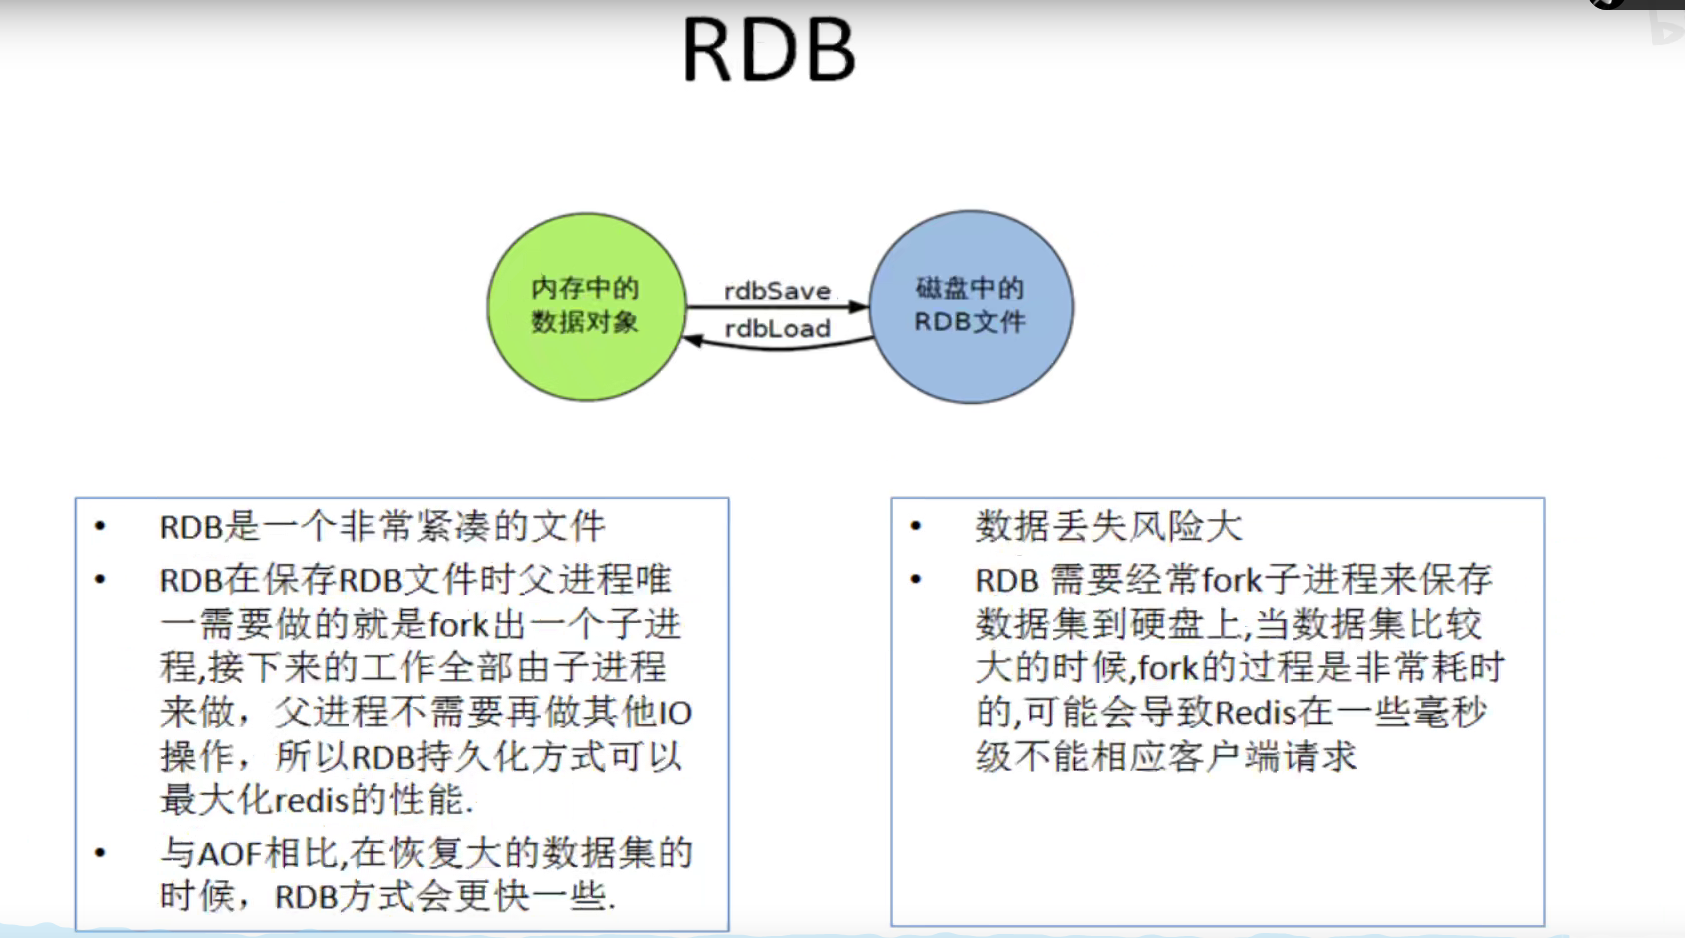 RDB
内存中的
数据对象
rdbSave
rdbLoad
磁盘中的
RDB文件
• RDB是一个非常紧凑的文件
• RDB在保存RDB文件时父进程唯
一需要做的就是fork出一个子进
程,接下来的工作全部由子进程
来做，父进程不需要再做其他IO
操作，所以RDB持久化方式可以
最大化redis的性能.
• 与AOF相比,在恢复大的数据集的
时候，RDB方式会更快一些.
• 数据丢失风险大
• RDB 需要经常fork子进程来保存
数据集到硬盘上,当数据集比较
大的时候,fork的过程是非常耗时
的,可能会导致Redis在一些毫秒
级不能相应客户端请求